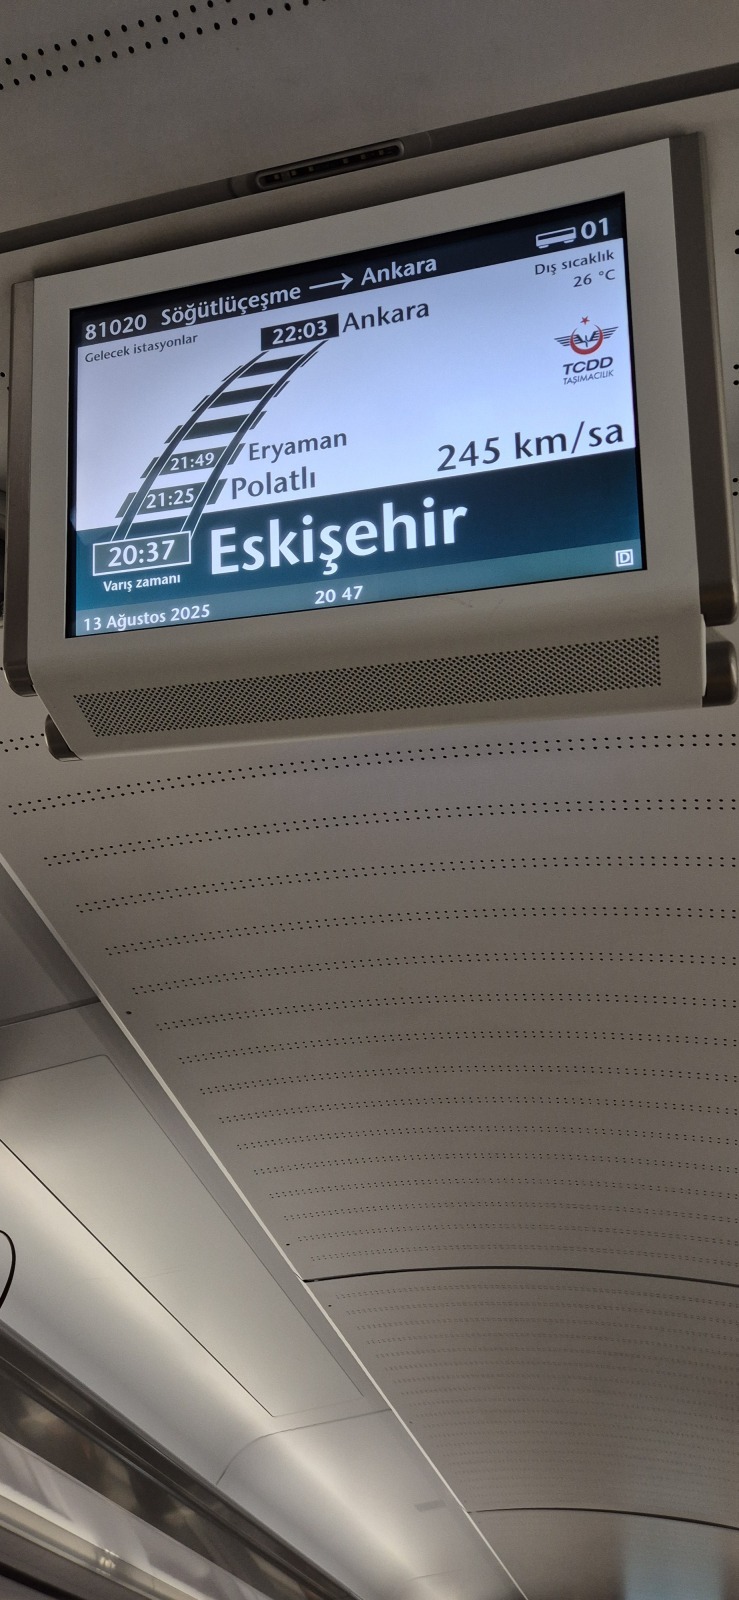 81020 Söğütlüçeşme → Ankara
01
Gelecek istasyonlar
Dış sıcaklık
26 °C
22:03 Ankara
TCDD
TAŞIMACILIK
21:49 Eryaman
245 km/sa
21:25 Polatlı
20:37 Eskişehir
Varış zamanı
D
13 Ağustos 2025
20 47